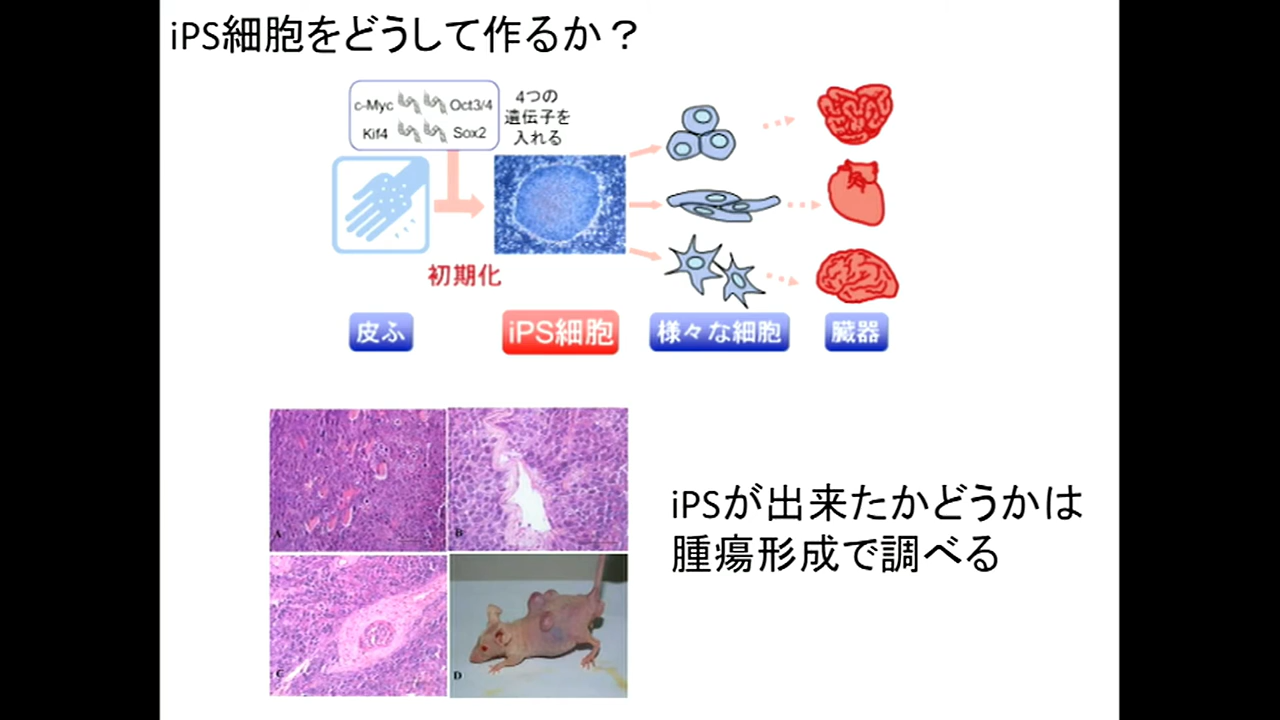 iPS細胞をどうして作るか？
c-Myc Oct3/4
Kif4 Sox2
4つの
遺伝子を
入れる
初期化
皮ふ
iPS細胞
様々な細胞
臓器
A
B
C
D
iPSが出来たかどうかは
腫瘍形成で調べる